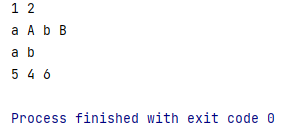 1 2
a A b B
a b
5 4 6
Process finished with exit code 0